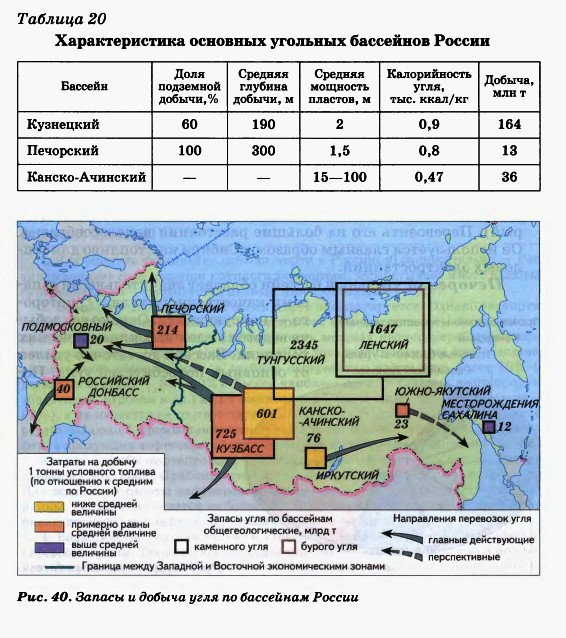 Таблица 20
Характеристика основных угольных бассейнов России
Бассейн | Доля подземной добычи, % | Средняя глубина добычи, м | Средняя мощность пластов, м | Калорийность угля, тыс. ккал/кг | Добыча, млн т
Кузнецкий 60 190 2 0,9 164
Печорский 100 300 1,5 0,8 13
Канско-Ачинский — — 15—100 0,47 36
ПЕЧОРСКИЙ
214
ПОДМОСКОВНЫЙ
20
2345
ТУНГУССКИЙ
1647
ЛЕНСКИЙ
40
РОССИЙСКИЙ
ДОНБАСС
ЮЖНО-ЯКУТСКИЙ
23
МЕСТОРОЖДЕНИЯ
САХАЛИНА
12
601
КАНСКО-
АЧИНСКИЙ
725
КУЗБАСС
76
ИРКУТСКИЙ
Затраты на добычу
1 тонны условного топлива
(по отношению к средним
по России)
ниже средней
величины
примерно равны
средней величине
выше средней
величины
Запасы угля по бассейнам
общегеологические, млрд т
каменного угля
бурого угля
Направления перевозок угля
главные действующие
перспективные
Граница между Западной и Восточной экономическими зонами
Рис. 40. Запасы и добыча угля по бассейнам России